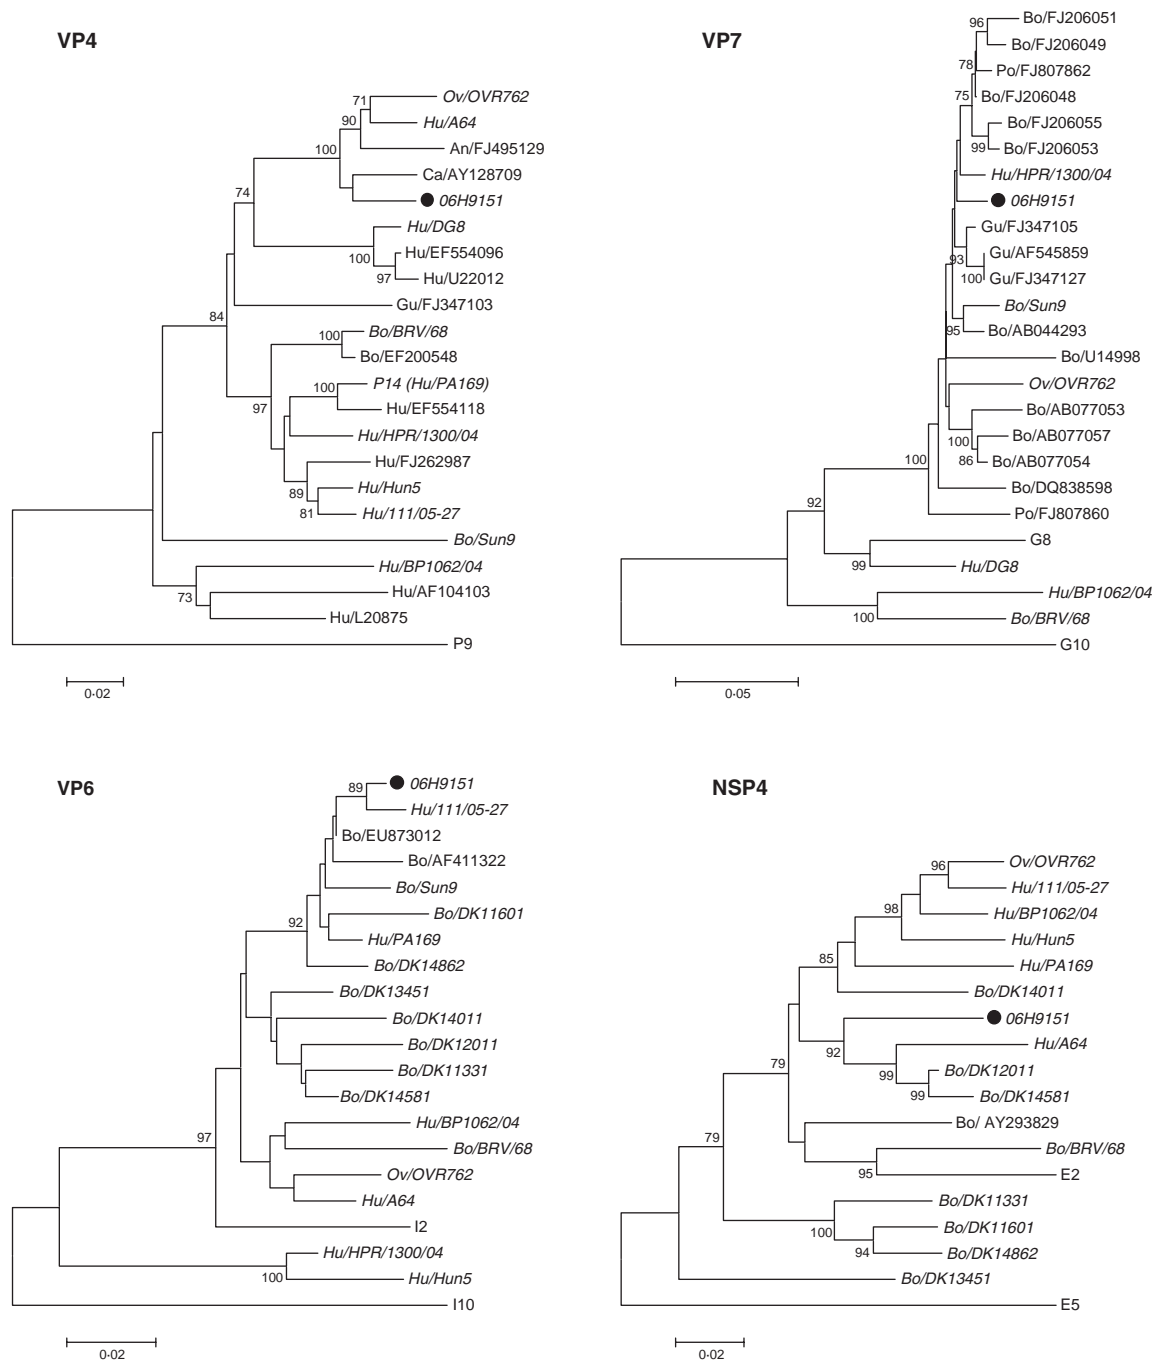 VP4
71
Ov/OVR762
Hu/A64
90
An/FJ495129
100
Ca/AY128709
06H9151
74
Hu/DG8
100
Hu/EF554096
97
Hu/U22012
Gu/FJ347103
84
Bo/BRV/68
100
Bo/EF200548
P14 (Hu/PA169)
100
Hu/EF554118
97
Hu/HPR/1300/04
Hu/FJ262987
Hu/Hun5
89
Hu/111/05-27
81
Bo/Sun9
Hu/BP1062/04
Hu/AF104103
73
Hu/L20875
P9
0·02
VP7
Bo/FJ206051
96
Bo/FJ206049
78
Po/FJ807862
75
Bo/FJ206048
Bo/FJ206055
99
Bo/FJ206053
Hu/HPR/1300/04
06H9151
Gu/FJ347105
93
Gu/AF545859
100
Gu/FJ347127
Bo/Sun9
95
Bo/AB044293
Bo/U14998
Ov/OVR762
Bo/AB077053
100
Bo/AB077057
86
Bo/AB077054
100
Bo/DQ838598
92
Po/FJ807860
G8
99
Hu/DG8
Hu/BP1062/04
100
Bo/BRV/68
G10
0·05
VP6
89
06H9151
Hu/111/05-27
Bo/EU873012
Bo/AF411322
Bo/Sun9
92
Bo/DK11601
Hu/PA169
Bo/DK14862
Bo/DK13451
Bo/DK14011
Bo/DK12011
Bo/DK11331
Bo/DK14581
Hu/BP1062/04
97
Bo/BRV/68
Ov/OVR762
Hu/A64
I2
Hu/HPR/1300/04
100
Hu/Hun5
I10
0·02
NSP4
96
Ov/OVR762
Hu/111/05-27
98
Hu/BP1062/04
Hu/Hun5
85
Hu/PA169
Bo/DK14011
06H9151
92
Hu/A64
79
99
Bo/DK12011
99
Bo/DK14581
Bo/ AY293829
79
Bo/BRV/68
95
E2
Bo/DK11331
100
Bo/DK11601
94
Bo/DK14862
Bo/DK13451
E5
0·02